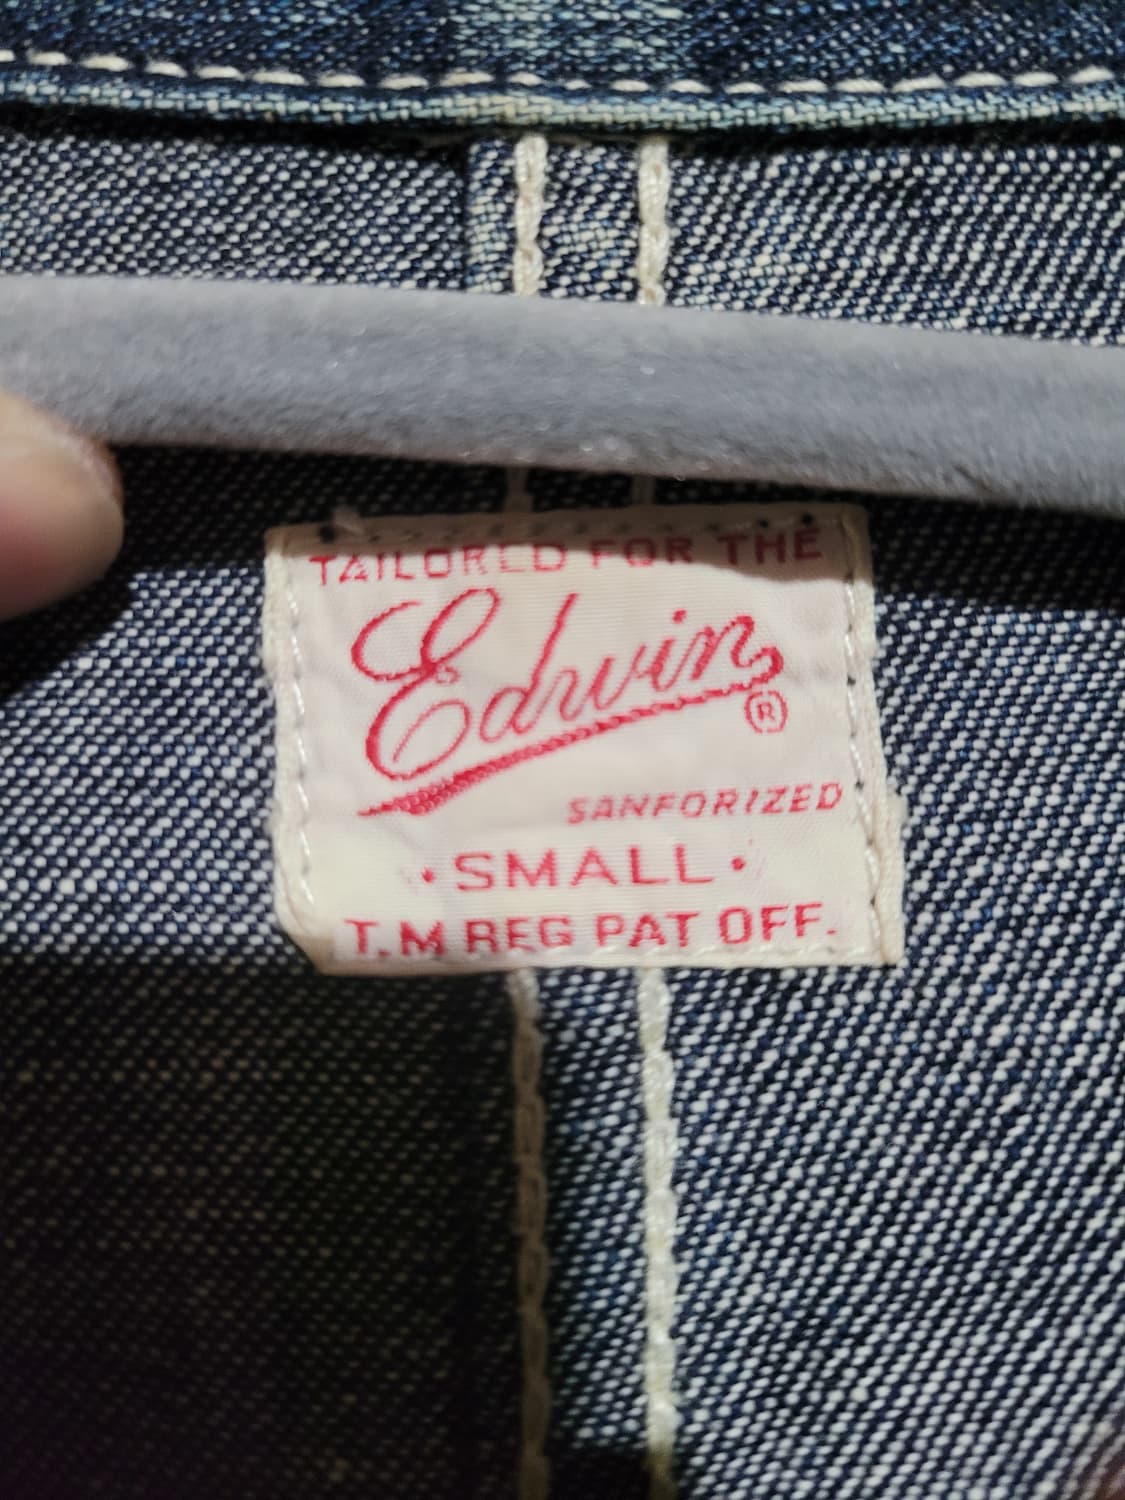 TAILORED FOR THE
Edwin®
SANFORIZED
· SMALL ·
T.M REG PAT OFF.